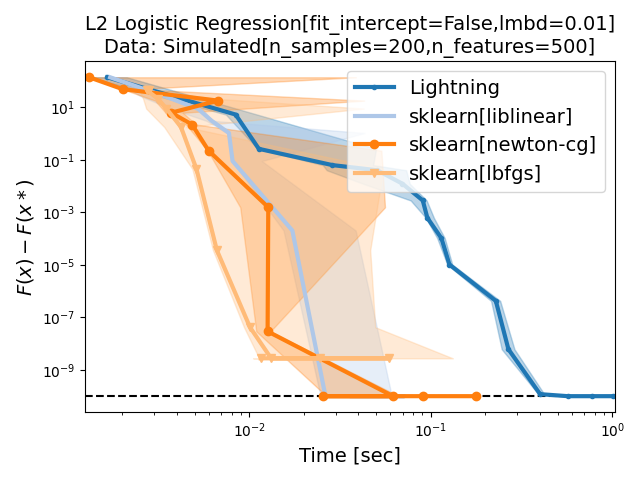 L2 Logistic Regression[fit_intercept=False,lmbd=0.01]
Data: Simulated[n_samples=200,n_features=500]
Lightning
sklearn[liblinear]
sklearn[newton-cg]
sklearn[lbfgs]
F(x) − F(x*)
10¹
10⁻¹
10⁻³
10⁻⁵
10⁻⁷
10⁻⁹
10⁻²
10⁻¹
10⁰
Time [sec]